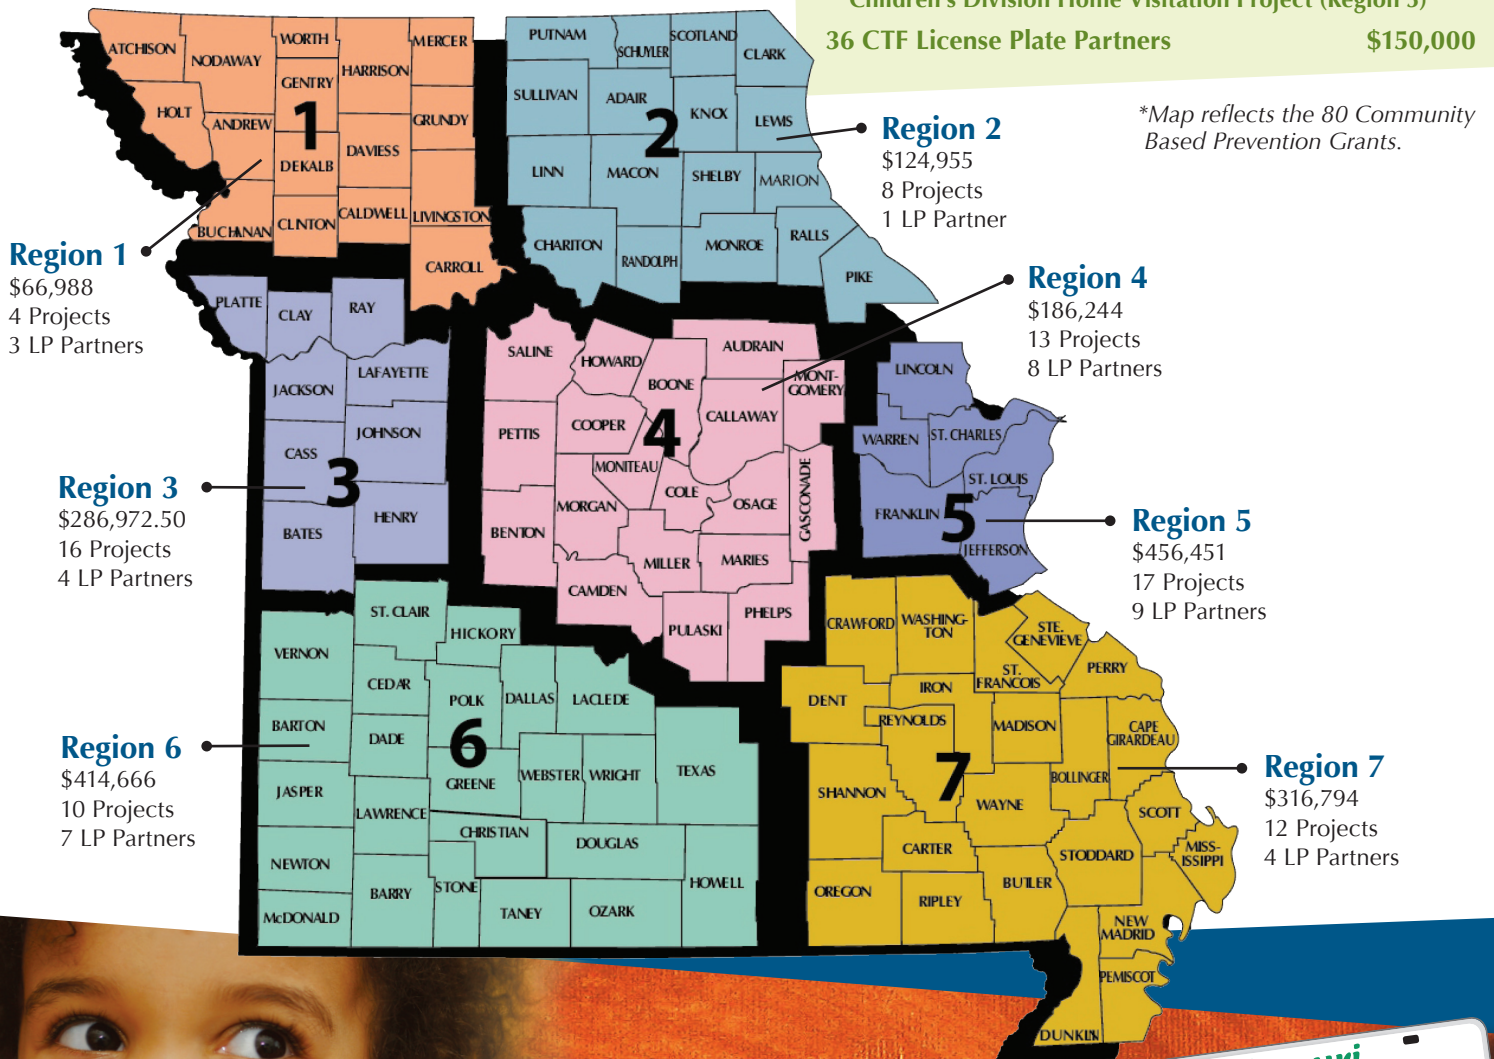 Children's Division Home Visitation Project (Region 5)
36 CTF License Plate Partners $150,000
*Map reflects the 80 Community
Based Prevention Grants.
Region 1
$66,988
4 Projects
3 LP Partners
Region 2
$124,955
8 Projects
1 LP Partner
Region 4
$186,244
13 Projects
8 LP Partners
Region 3
$286,972.50
16 Projects
4 LP Partners
Region 5
$456,451
17 Projects
9 LP Partners
Region 6
$414,666
10 Projects
7 LP Partners
Region 7
$316,794
12 Projects
4 LP Partners
1
ATCHISON
NODAWAY
WORTH
MERCER
HARRISON
GENTRY
HOLT
ANDREW
GRUNDY
DEKALB
DAVIESS
BUCHANAN
CLINTON
CALDWELL
LIVINGSTON
CARROLL
2
PUTNAM
SCHUYLER
SCOTLAND
CLARK
SULLIVAN
ADAIR
KNOX
LEWIS
LINN
MACON
SHELBY
MARION
CHARITON
RANDOLPH
MONROE
RALLS
PIKE
3
PLATTE
CLAY
RAY
JACKSON
LAFAYETTE
CASS
JOHNSON
BATES
HENRY
4
SALINE
HOWARD
BOONE
AUDRAIN
MONT-
GOMERY
CALLAWAY
PETTIS
COOPER
MONITEAU
COLE
OSAGE
GASCONADE
MORGAN
BENTON
MILLER
MARIES
CAMDEN
PULASKI
PHELPS
5
LINCOLN
WARREN
ST. CHARLES
ST. LOUIS
FRANKLIN
JEFFERSON
6
ST. CLAIR
HICKORY
VERNON
CEDAR
POLK
DALLAS
LACLEDE
BARTON
DADE
GREENE
WEBSTER
WRIGHT
TEXAS
JASPER
LAWRENCE
CHRISTIAN
DOUGLAS
NEWTON
BARRY
STONE
TANEY
OZARK
HOWELL
McDONALD
7
CRAWFORD
WASHING-
TON
STE.
GENEVIEVE
ST.
FRANCOIS
PERRY
DENT
IRON
REYNOLDS
MADISON
CAPE
GIRARDEAU
BOLLINGER
SHANNON
WAYNE
SCOTT
CARTER
STODDARD
MISS-
ISSIPPI
OREGON
RIPLEY
BUTLER
NEW
MADRID
PEMISCOT
DUNKLIN